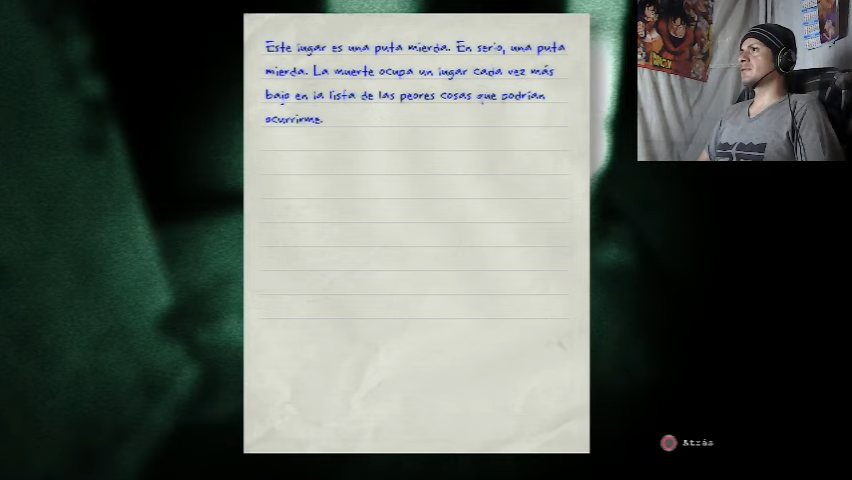 Este lugar es una puta mierda. En serio, una puta
mierda. La muerte ocupa un lugar cada vez más
bajo en la lista de las peores cosas que podrían
ocurrirme.
Atrás